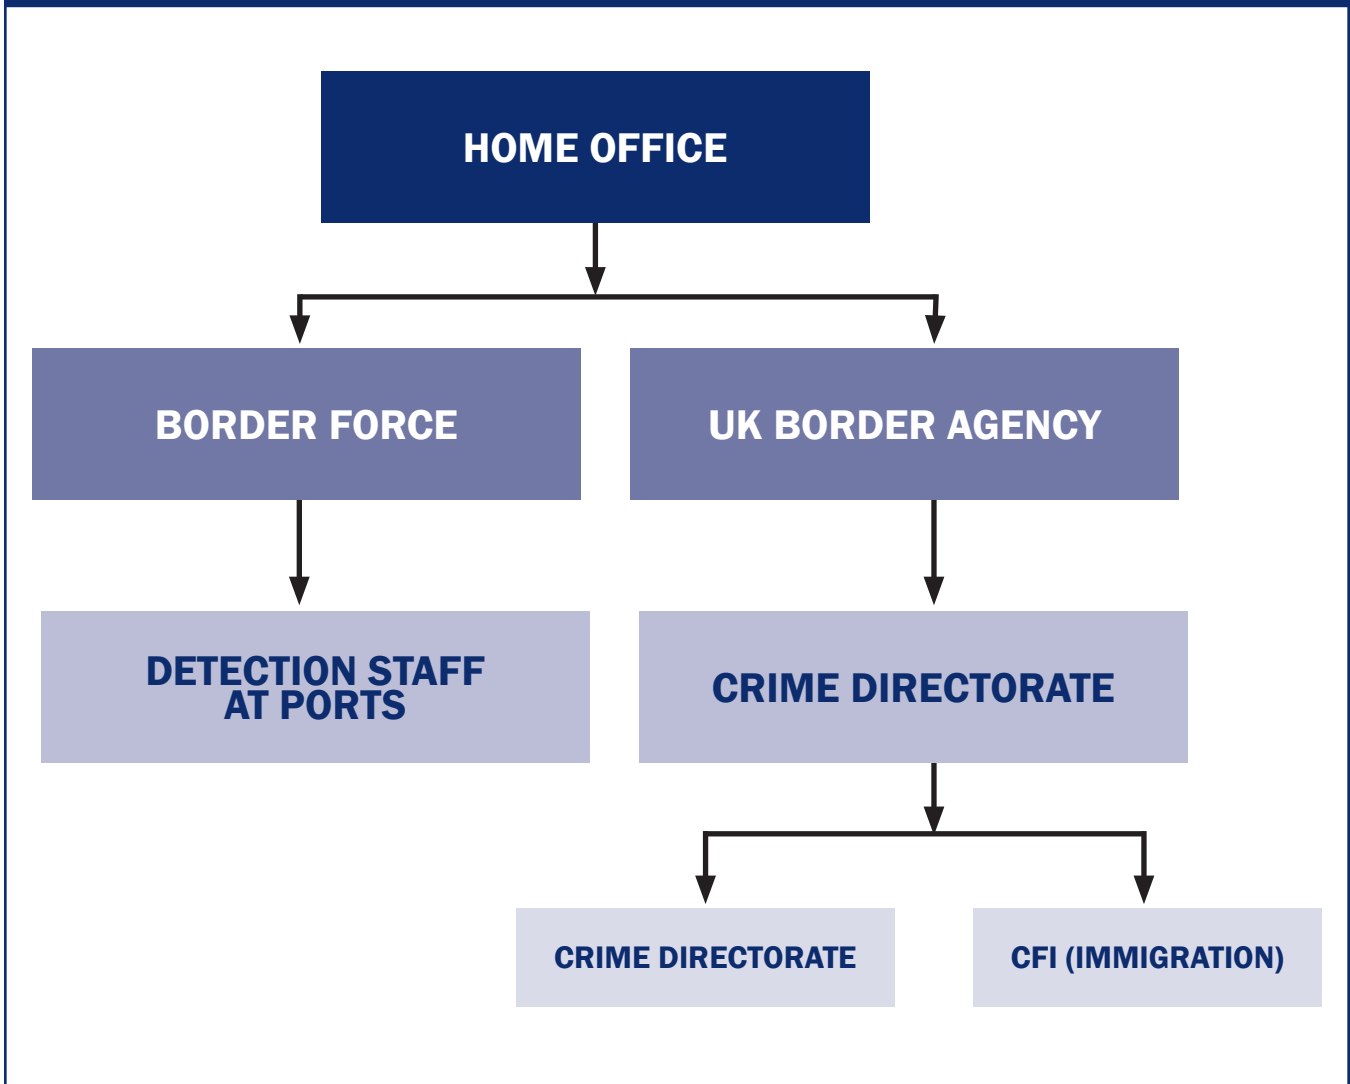 HOME OFFICE
BORDER FORCE
UK BORDER AGENCY
DETECTION STAFF
AT PORTS
CRIME DIRECTORATE
CRIME DIRECTORATE
CFI (IMMIGRATION)